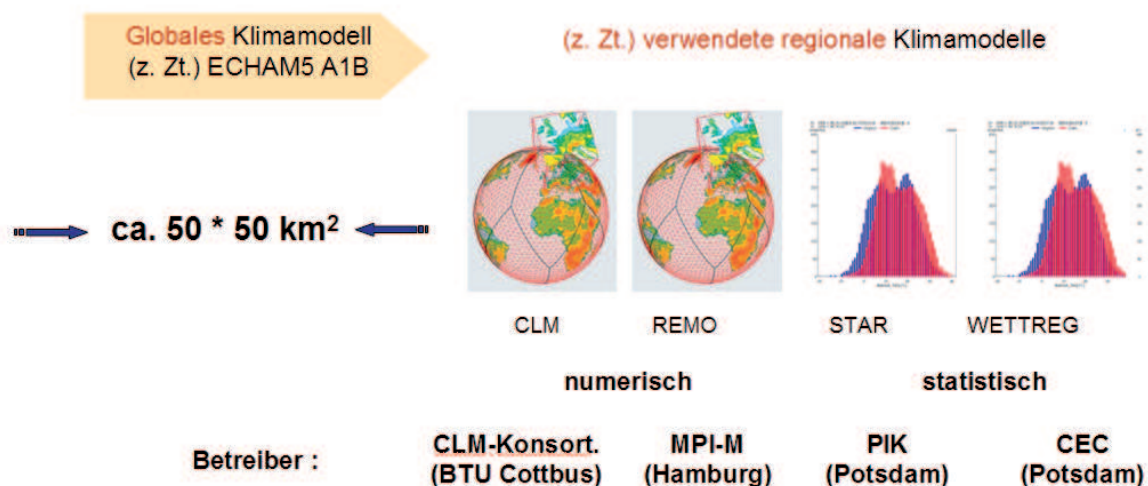 Globales Klimamodell
(z. Zt.) ECHAM5 A1B
(z. Zt.) verwendete regionale Klimamodelle
ca. 50 * 50 km²
CLM REMO STAR WETTREG
numerisch statistisch
Betreiber :
CLM-Konsort. MPI-M PIK CEC
(BTU Cottbus) (Hamburg) (Potsdam) (Potsdam)